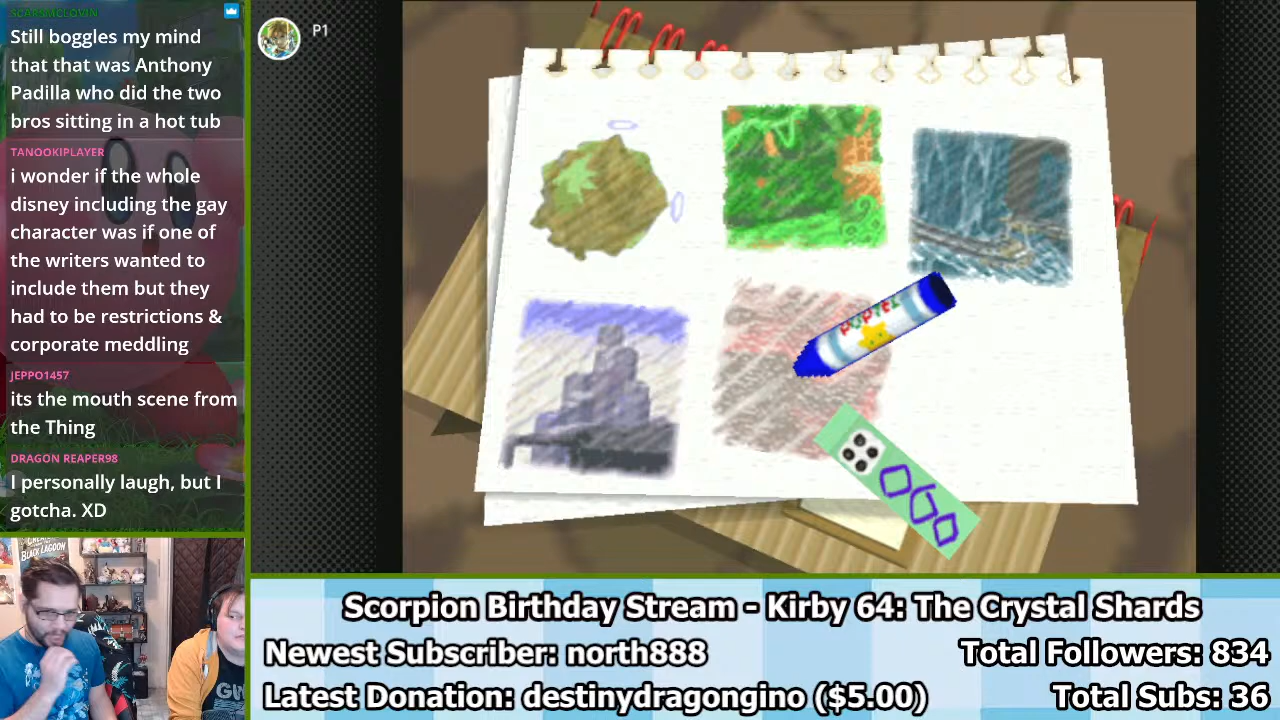 SCARSMCLOVIN
Still boggles my mind
that that was Anthony
Padilla who did the two
bros sitting in a hot tub
TANOOKIPLAYER
i wonder if the whole
disney including the gay
character was if one of
the writers wanted to
include them but they
had to be restrictions &
corporate meddling
JEPPO1457
its the mouth scene from
the Thing
DRAGON REAPER98
I personally laugh, but I
gotcha. XD
P1
POPYEI
BLACK LAGOON
Scorpion Birthday Stream - Kirby 64: The Crystal Shards
Newest Subscriber: north888
Total Followers: 834
Latest Donation: destinydragongino ($5.00)
Total Subs: 36